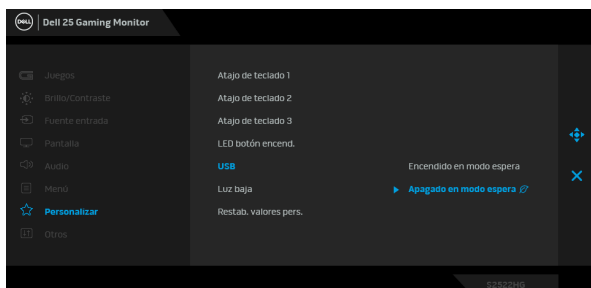 DELL Dell 25 Gaming Monitor
Juegos
Brillo/Contraste
Fuente entrada
Pantalla
Audio
Menú
Personalizar
Otros
Atajo de teclado 1
Atajo de teclado 2
Atajo de teclado 3
LED botón encend.
USB
Luz baja
Restab. valores pers.
Encendido en modo espera
Apagado en modo espera
S2522HG